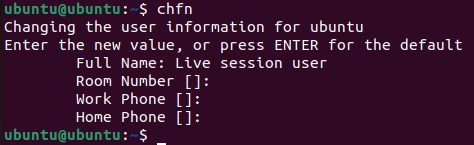 ubuntu@ubuntu:~$ chfn
Changing the user information for ubuntu
Enter the new value, or press ENTER for the default
        Full Name: Live session user
        Room Number []:
        Work Phone []:
        Home Phone []:
ubuntu@ubuntu:~$